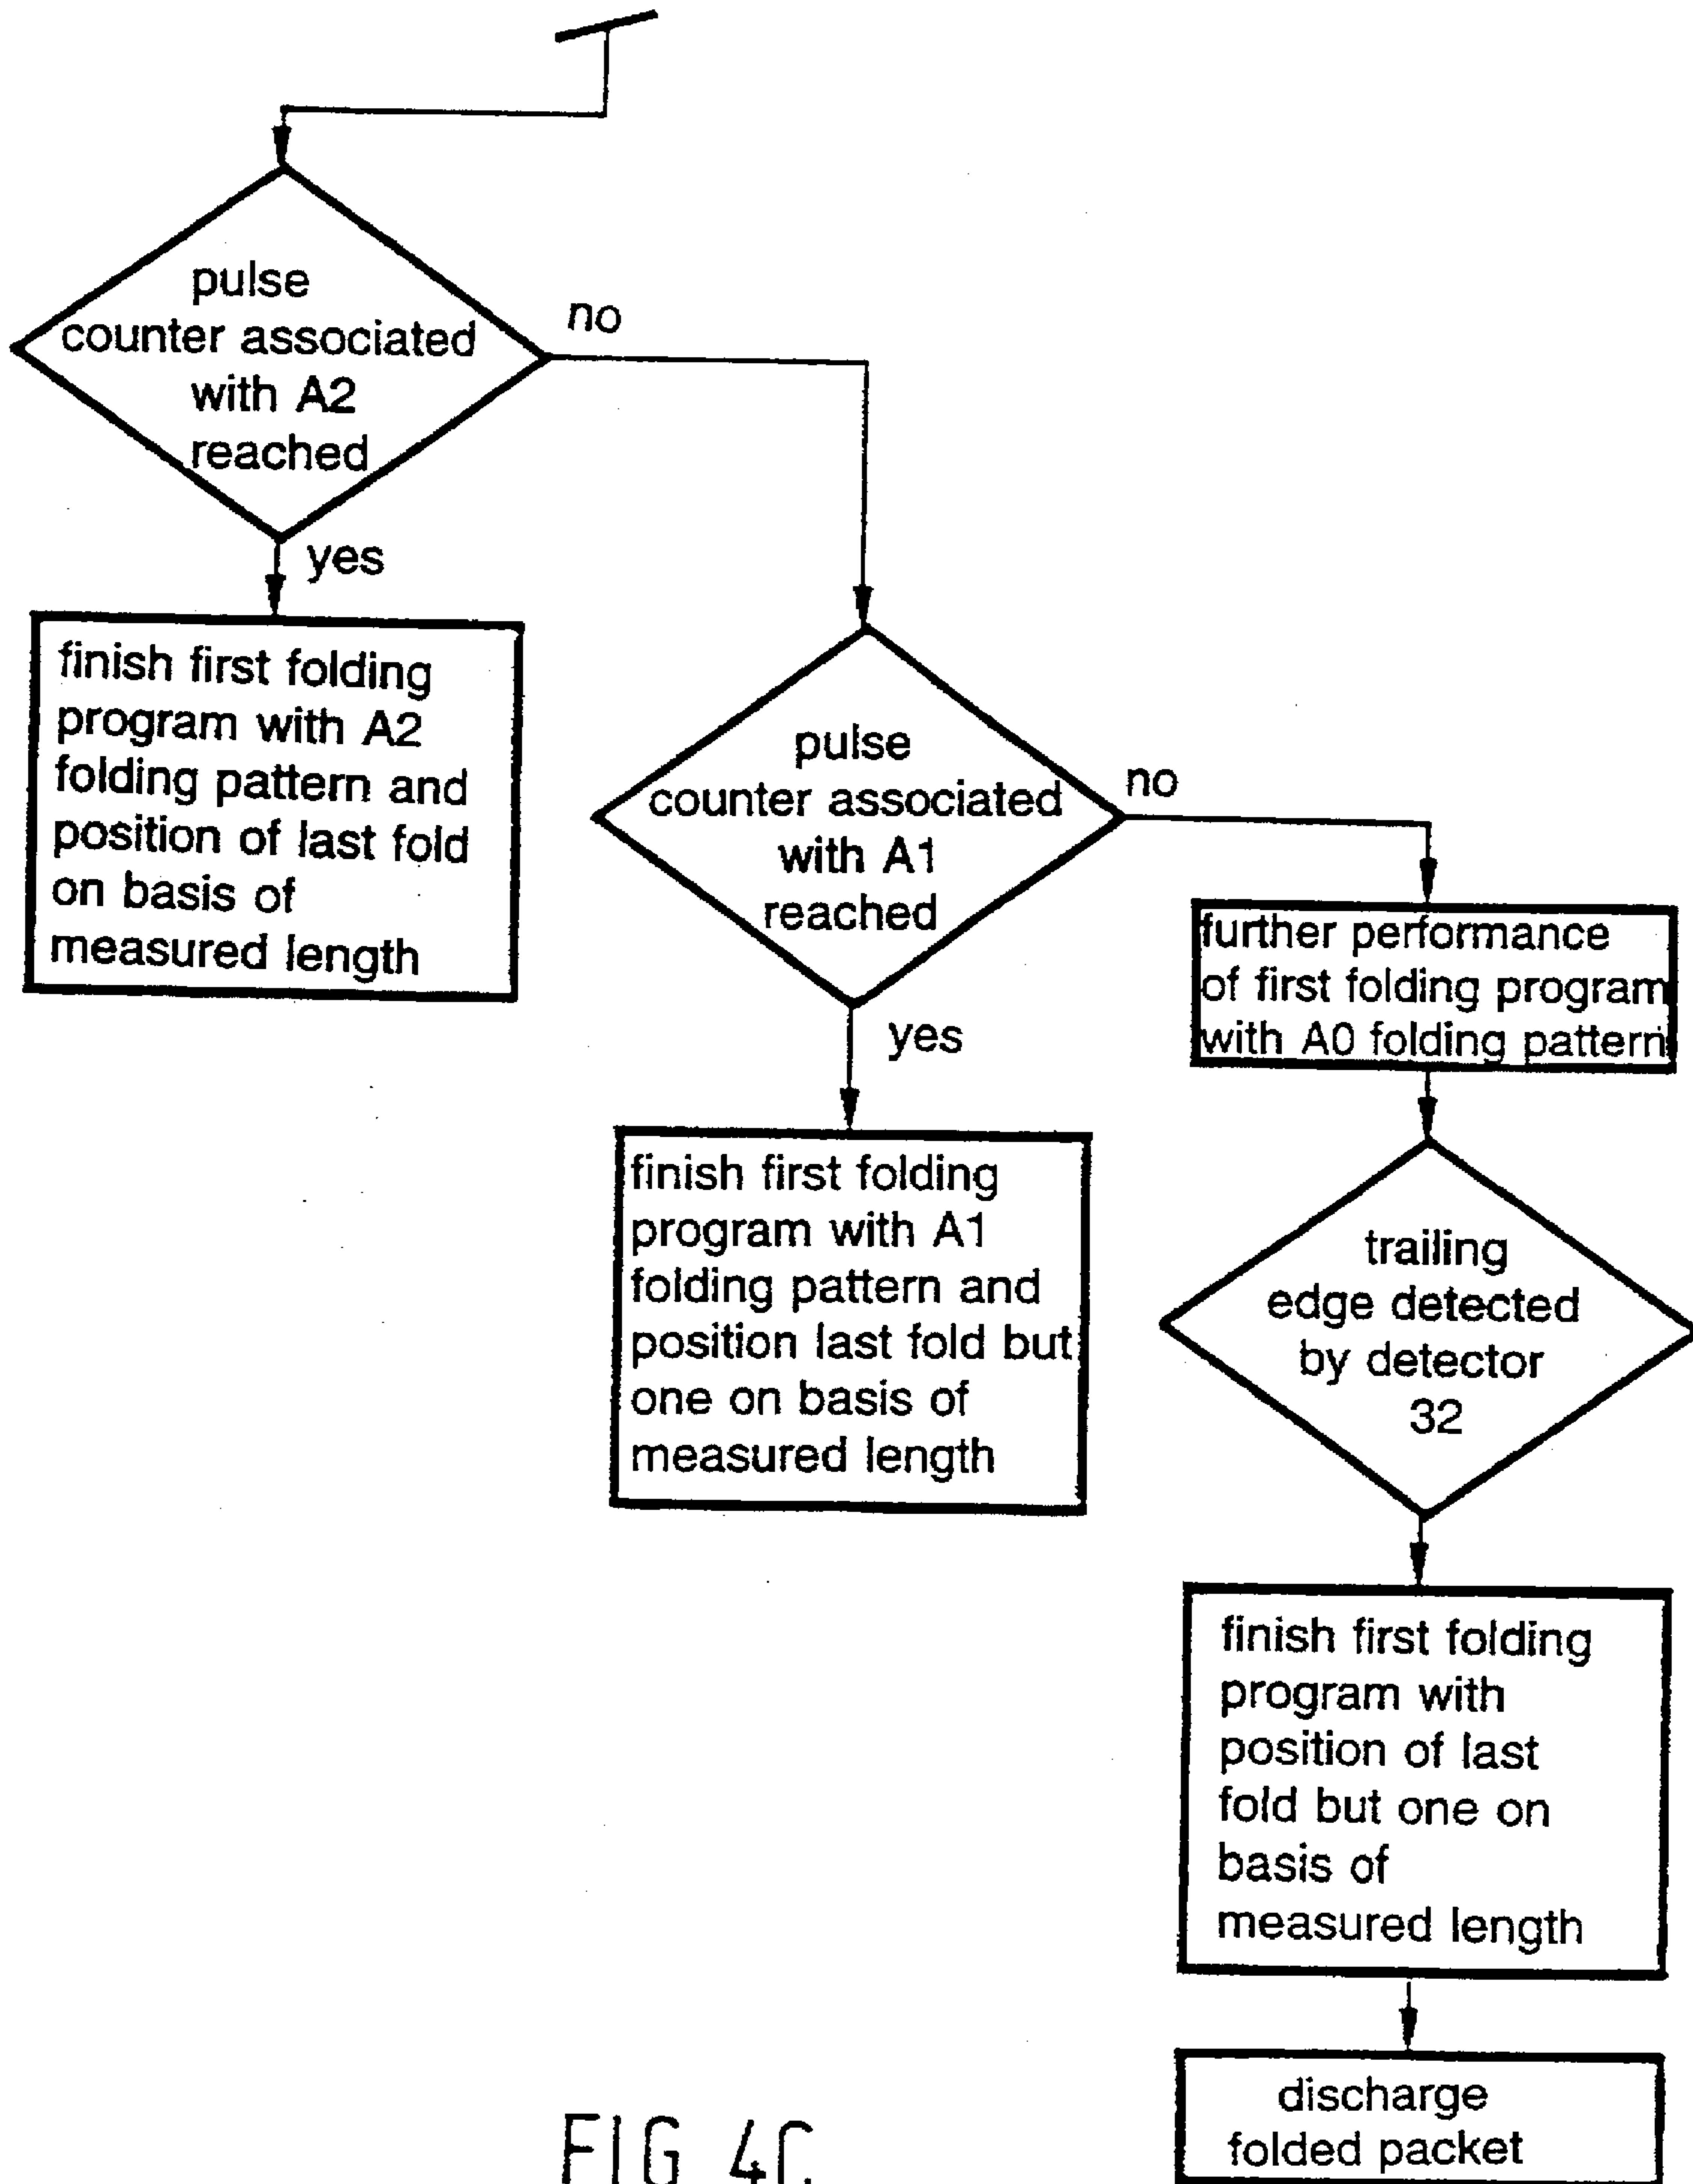 pulse
counter associated
with A2
reached
no
yes
finish first folding
program with A2
folding pattern and
position of last fold
on basis of
measured length
pulse
counter associated
with A1
reached
no
yes
finish first folding
program with A1
folding pattern and
position last fold but
one on basis of
measured length
further performance
of first folding program
with A0 folding pattern
trailing
edge detected
by detector
32
finish first folding
program with
position of last
fold but one on
basis of
measured length
discharge
folded packet
FIG 4C